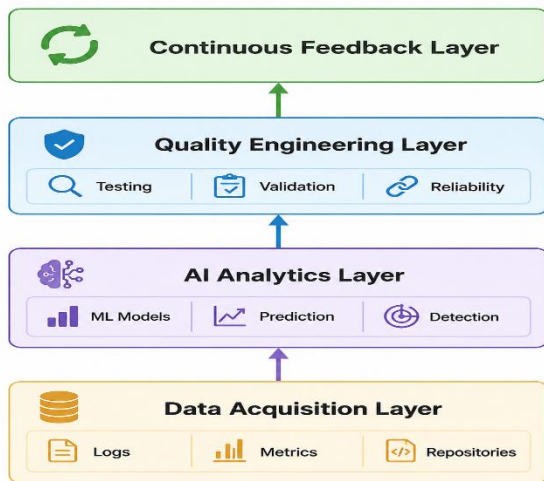 Continuous Feedback Layer
Quality Engineering Layer
Testing Validation Reliability
AI Analytics Layer
ML Models Prediction Detection
Data Acquisition Layer
Logs Metrics Repositories